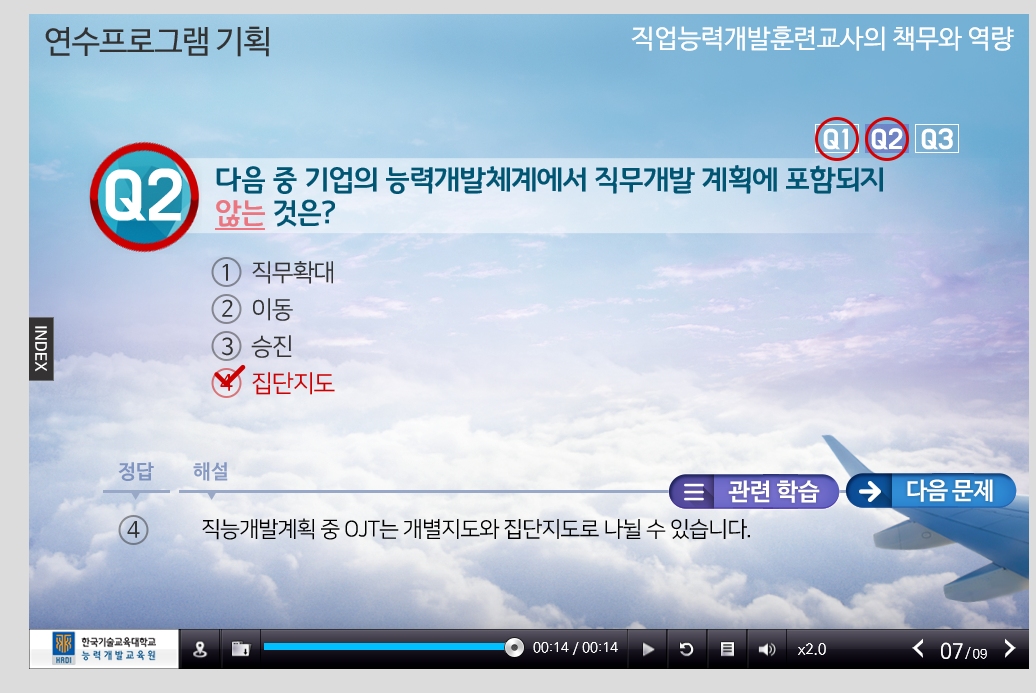 연수프로그램 기획
직업능력개발훈련교사의 책무와 역량
Q1 Q2 Q3
Q2
다음 중 기업의 능력개발체계에서 직무개발 계획에 포함되지
않는 것은?
① 직무확대
② 이동
③ 승진
④ 집단지도
INDEX
정답 해설
관련 학습
다음 문제
④ 직능개발계획 중 OJT는 개별지도와 집단지도로 나뉠 수 있습니다.
HRDI
한국기술교육대학교
능력개발교육원
00:14 / 00:14
x2.0
07/09